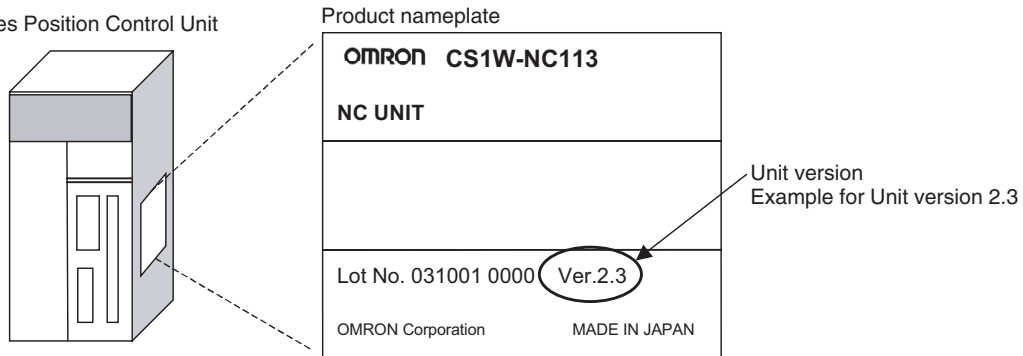 es Position Control Unit
Product nameplate
OMRON CS1W-NC113
NC UNIT
Unit version
Example for Unit version 2.3
Lot No. 031001 0000 Ver.2.3
OMRON Corporation MADE IN JAPAN